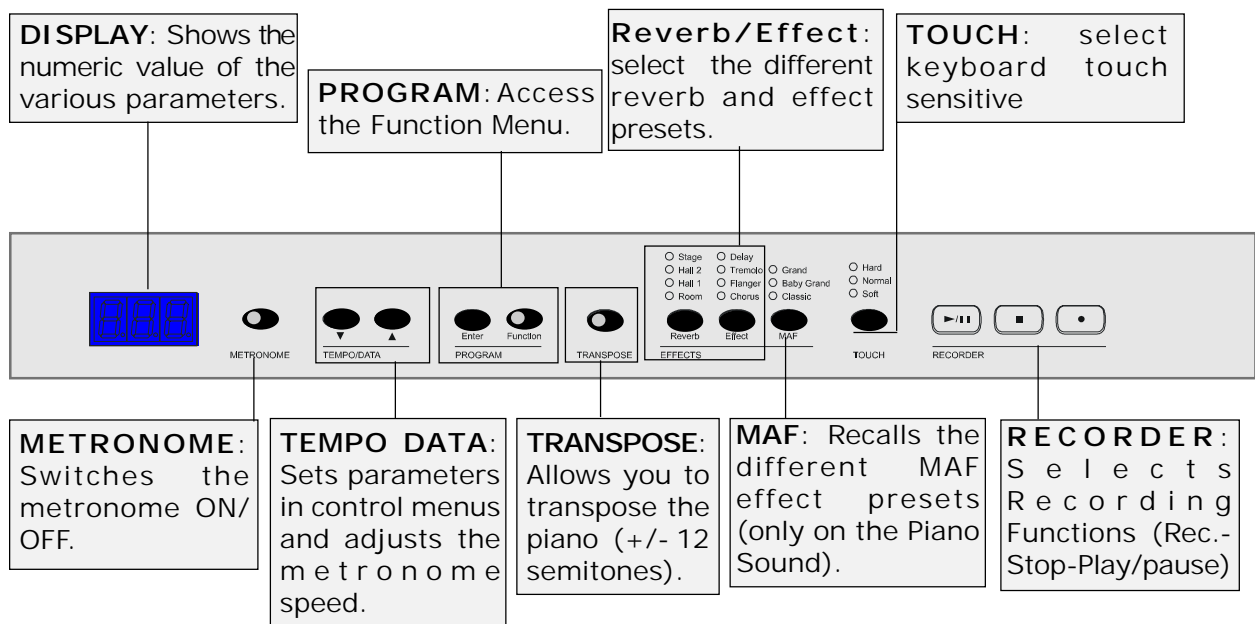 DISPLAY: Shows the
numeric value of the
various parameters.
PROGRAM: Access
the Function Menu.
Reverb/Effect:
select the different
reverb and effect
presets.
TOUCH: select
keyboard touch
sensitive
METRONOME
▼ ▲
TEMPO/DATA
Enter Function
PROGRAM
TRANSPOSE
Stage
Hall 2
Hall 1
Room
Reverb
Delay
Tremolo
Flanger
Chorus
Effect
Grand
Baby Grand
Classic
MAF
EFFECTS
Hard
Normal
Soft
TOUCH
RECORDER
METRONOME:
Switches the
metronome ON/
OFF.
TEMPO DATA:
Sets parameters
in control menus
and adjusts the
metronome
speed.
TRANSPOSE:
Allows you to
transpose the
piano (+/- 12
semitones).
MAF: Recalls the
different MAF
effect presets
(only on the Piano
Sound).
RECORDER:
Selects
Recording
Functions (Rec.-
Stop-Play/pause)